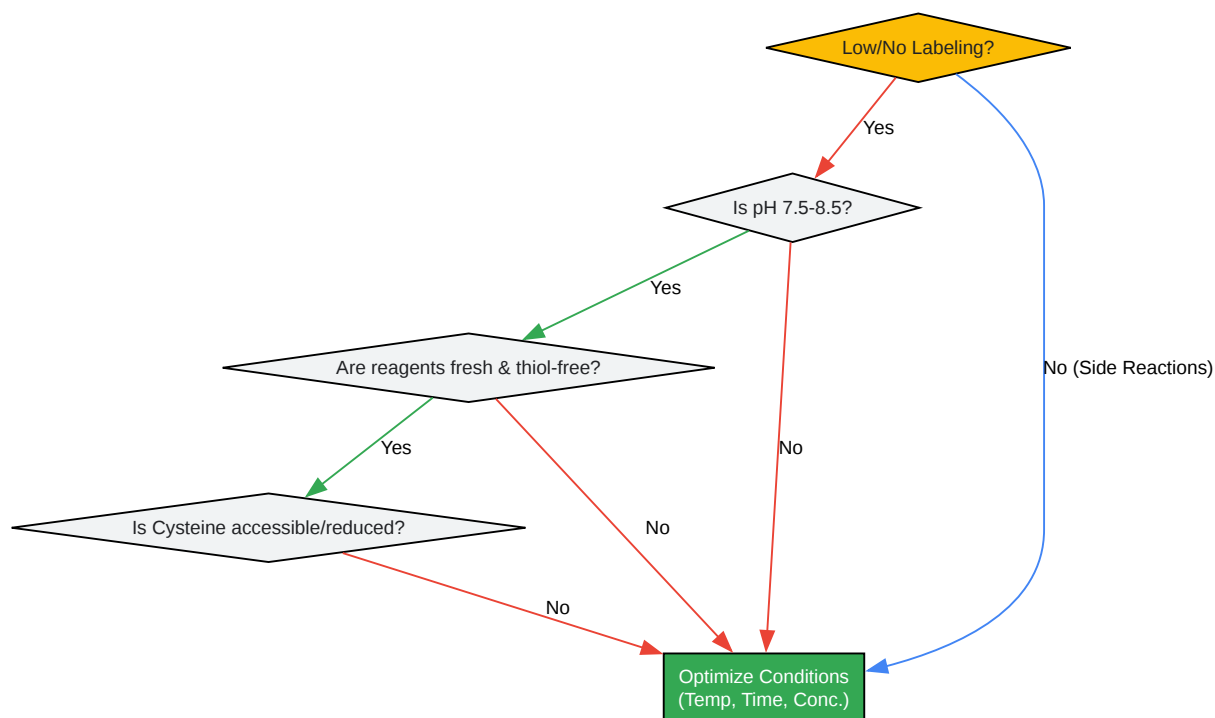 Low/No Labeling?
Yes
Is pH 7.5-8.5?
Yes
Are reagents fresh & thiol-free?
No (Side Reactions)
Yes
No
Is Cysteine accessible/reduced?
No
No
Optimize Conditions
(Temp, Time, Conc.)